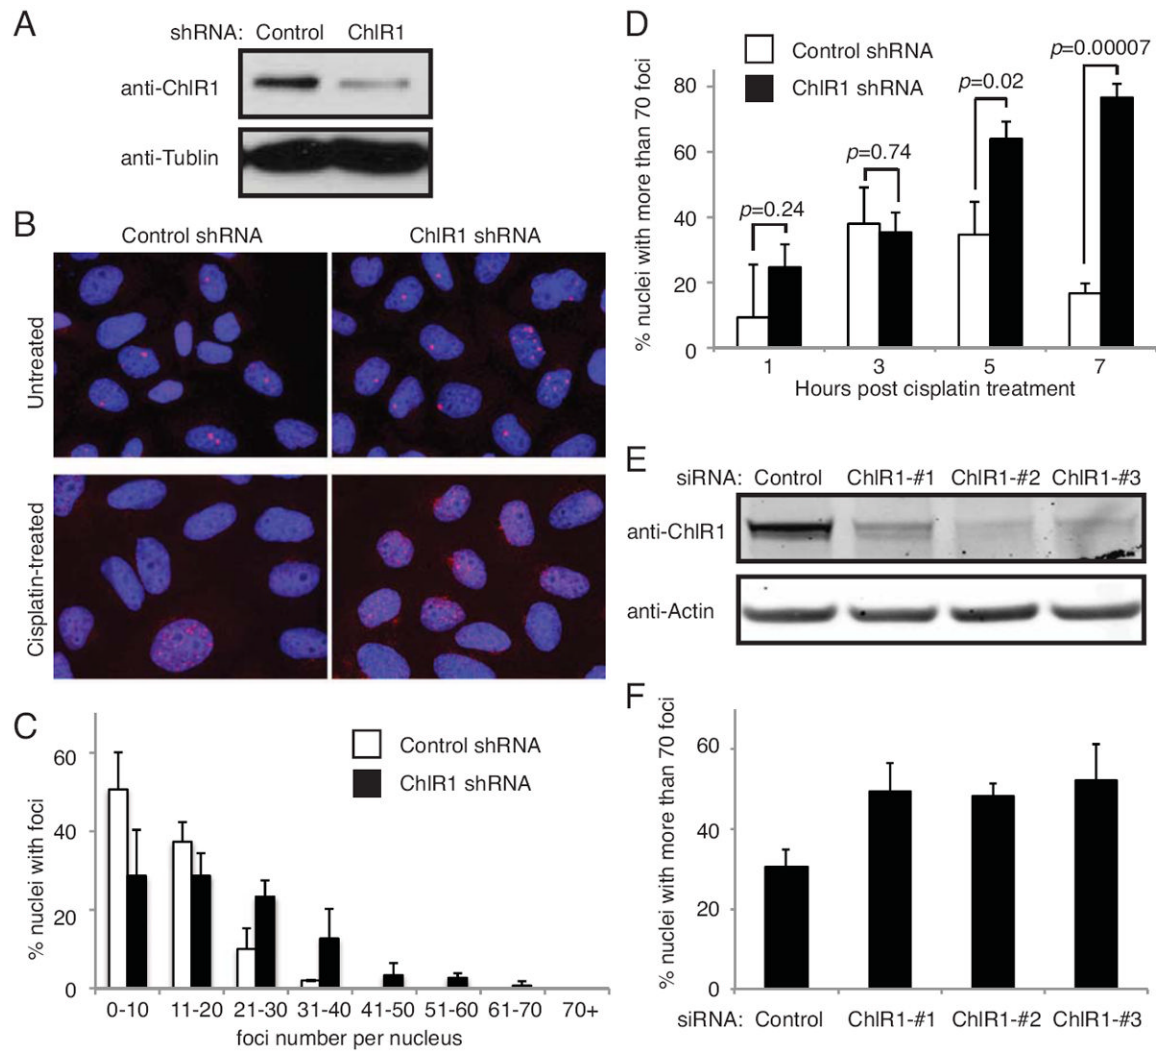 A
shRNA: Control ChlR1
anti-ChlR1
anti-Tublin
B
Control shRNA ChlR1 shRNA
Untreated
Cisplatin-treated
C
% nuclei with foci
60
40
20
0
Control shRNA
ChlR1 shRNA
0-10 11-20 21-30 31-40 41-50 51-60 61-70 70+
foci number per nucleus
D
Control shRNA
ChlR1 shRNA
% nuclei with more than 70 foci
80
60
40
20
0
p=0.24
p=0.74
p=0.02
p=0.00007
1 3 5 7
Hours post cisplatin treatment
E
siRNA: Control ChlR1-#1 ChlR1-#2 ChlR1-#3
anti-ChlR1
anti-Actin
F
% nuclei with more than 70 foci
60
40
20
0
siRNA: Control ChlR1-#1 ChlR1-#2 ChlR1-#3